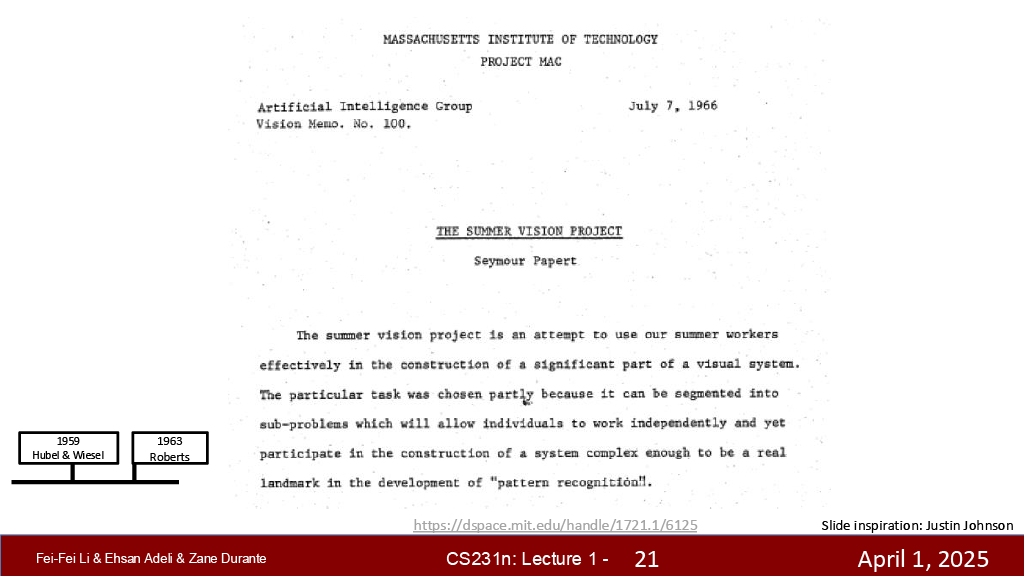 MASSACHUSETTS INSTITUTE OF TECHNOLOGY
PROJECT MAC
Artificial Intelligence Group
July 7, 1966
Vision Memo. No. 100.
THE SUMMER VISION PROJECT
Seymour Papert
The summer vision project is an attempt to use our summer workers
effectively in the construction of a significant part of a visual system.
The particular task was chosen partly because it can be segmented into
sub-problems which will allow individuals to work independently and yet
participate in the construction of a system complex enough to be a real
landmark in the development of "pattern recognition".
1959
Hubel & Wiesel
1963
Roberts
https://dspace.mit.edu/handle/1721.1/6125
Slide inspiration: Justin Johnson
Fei-Fei Li & Ehsan Adeli & Zane Durante
CS231n: Lecture 1 - 21
April 1, 2025